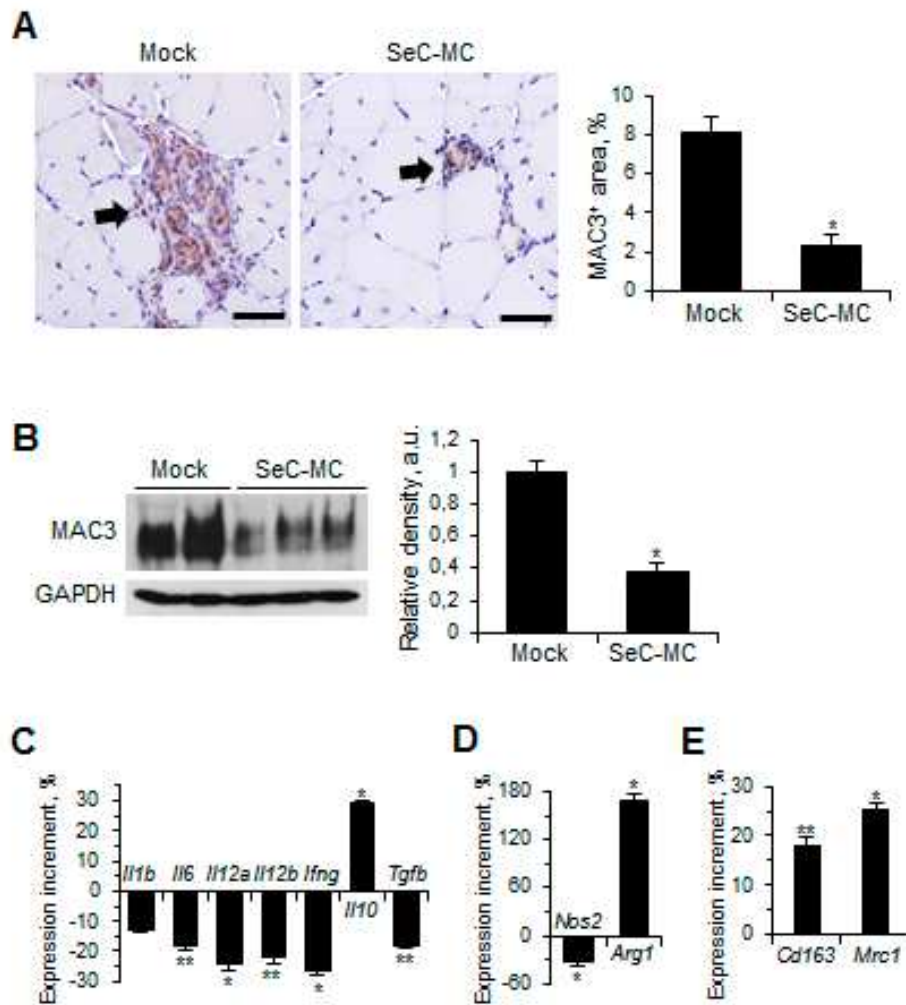 A
Mock SeC-MC
MAC3+ area, %
10
8
6
4
2
0
Mock SeC-MC
*
B
Mock SeC-MC
MAC3
GAPDH
Relative density, a.u.
1,2
1
0,8
0,6
0,4
0,2
0
Mock SeC-MC
*
C
Expression increment, %
30
20
10
0
-10
-20
-30
Il1b Il6 Il12a Il12b Ifng Il10 Tgfb
** * ** * * **
D
Expression increment, %
180
120
60
0
-60
Nos2 Arg1
* *
E
Expression increment, %
30
20
10
0
Cd163 Mrc1
** *